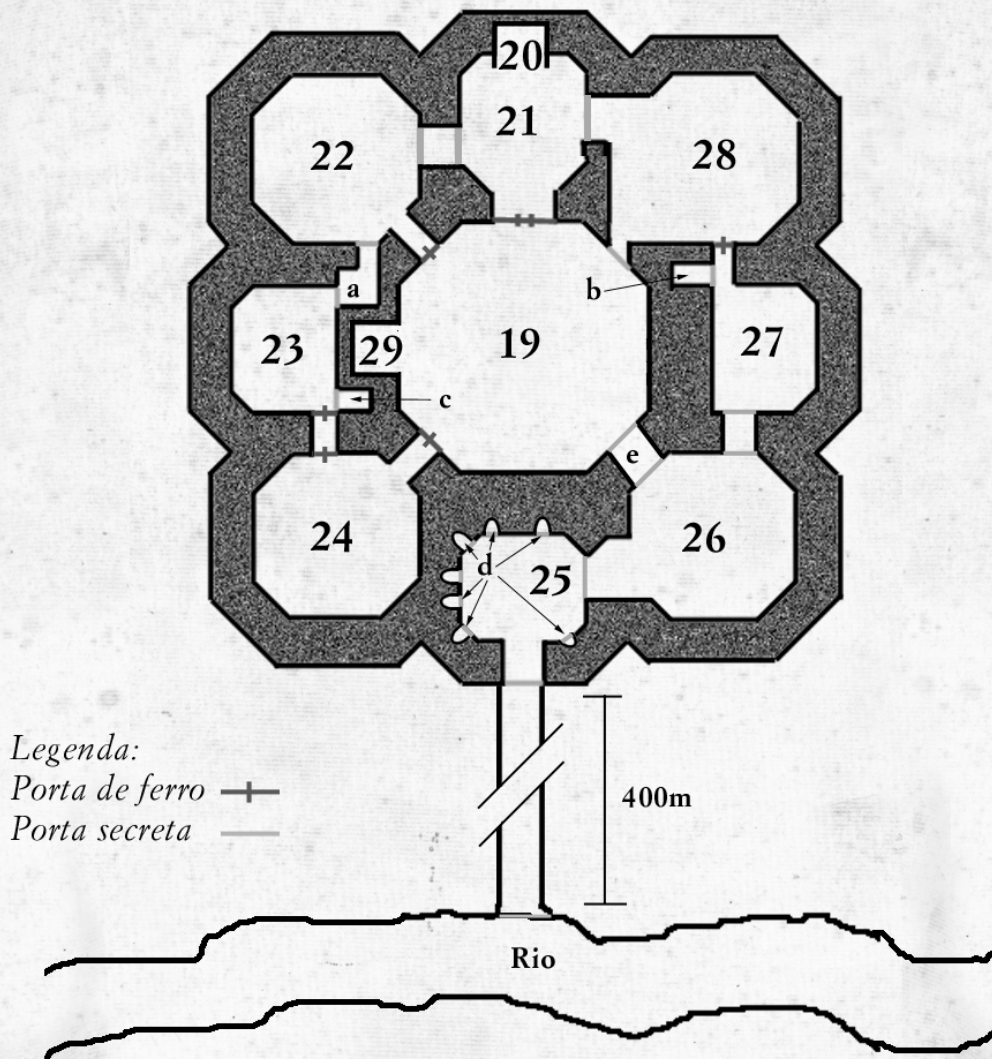 20
21
22
28
a
b
23
29
19
27
c
e
24
d
25
26
Legenda:
Porta de ferro
Porta secreta
400m
Rio